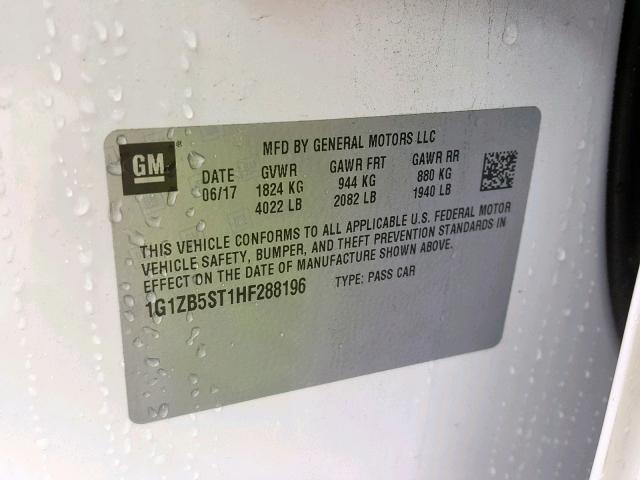 GM®
MFD BY GENERAL MOTORS LLC
DATE GVWR GAWR FRT GAWR RR
06/17 1824 KG 944 KG 880 KG
4022 LB 2082 LB 1940 LB
THIS VEHICLE CONFORMS TO ALL APPLICABLE U.S. FEDERAL MOTOR
VEHICLE SAFETY, BUMPER, AND THEFT PREVENTION STANDARDS IN
EFFECT ON THE DATE OF MANUFACTURE SHOWN ABOVE.
1G1ZB5ST1HF288196 TYPE: PASS CAR